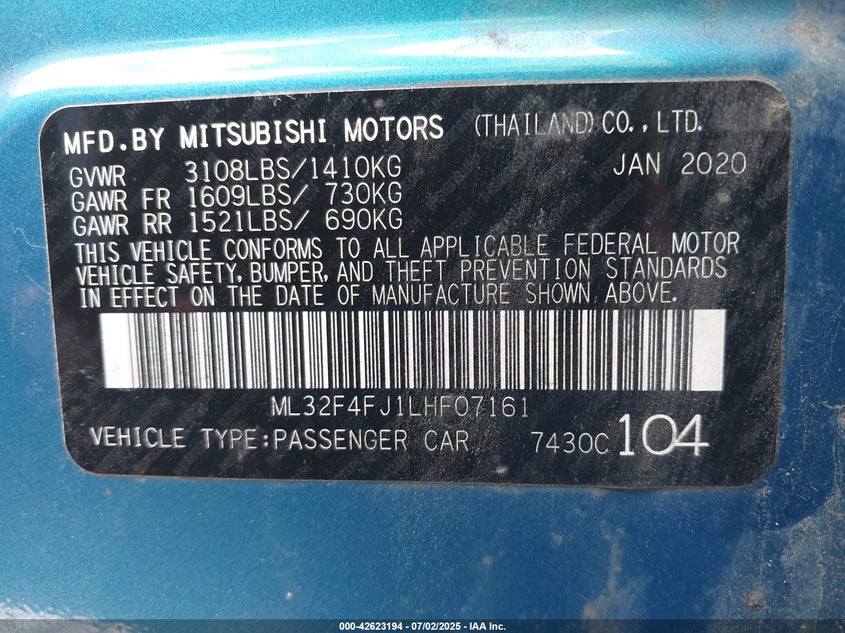 MFD.BY MITSUBISHI MOTORS (THAILAND) CO.,LTD.
GVWR 3108LBS/1410KG JAN 2020
GAWR FR 1609LBS/ 730KG
GAWR RR 1521LBS/ 690KG
THIS VEHICLE CONFORMS TO ALL APPLICABLE FEDERAL MOTOR
VEHICLE SAFETY, BUMPER, AND THEFT PREVENTION STANDARDS
IN EFFECT ON THE DATE OF MANUFACTURE SHOWN ABOVE.
ML32F4FJ1LHF07161
VEHICLE TYPE:PASSENGER CAR 7430C 104
000-42623194 - 07/02/2025 - IAA Inc.